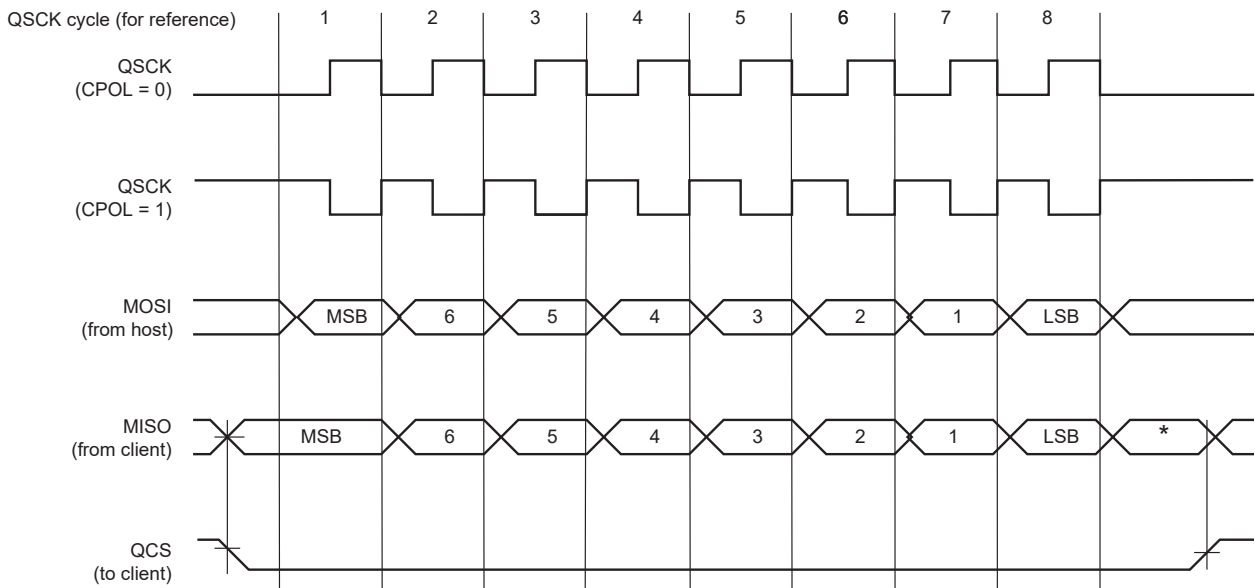 QSCK cycle (for reference) 1 2 3 4 5 6 7 8
QSCK
(CPOL = 0)
QSCK
(CPOL = 1)
MOSI
(from host)
MSB 6 5 4 3 2 1 LSB
MISO
(from client)
MSB 6 5 4 3 2 1 LSB *
QCS
(to client)